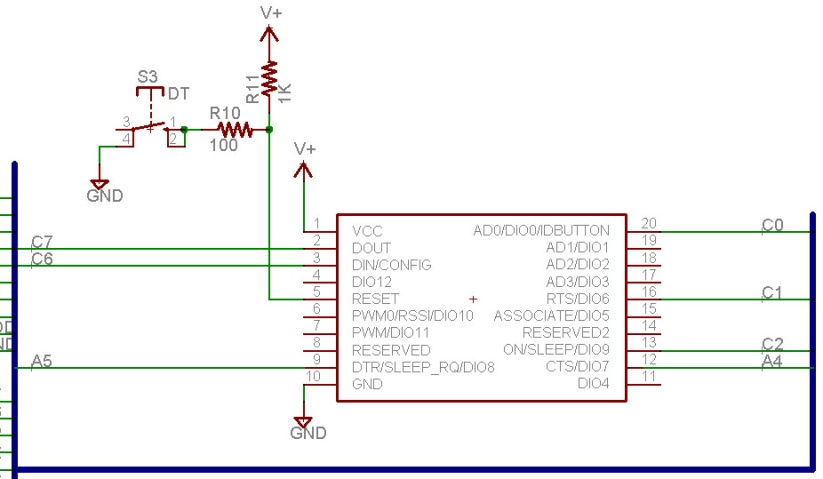 V+
S3
DT
R11
1K
R10
100
3
1
4
2
GND
V+
1 VCC AD0/DIO0/IDBUTTON 20 C0
C7 2 DOUT AD1/DIO1 19
C6 3 DIN/CONFIG AD2/DIO2 18
4 DIO12 AD3/DIO3 17
5 RESET RTS/DIO6 16 C1
6 PWM0/RSSI/DIO10 ASSOCIATE/DIO5 15
7 PWM/DIO11 RESERVED2 14
8 RESERVED ON/SLEEP/DIO9 13 C2
A5 9 DTR/SLEEP_RQ/DIO8 CTS/DIO7 12 A4
10 GND DIO4 11
GND